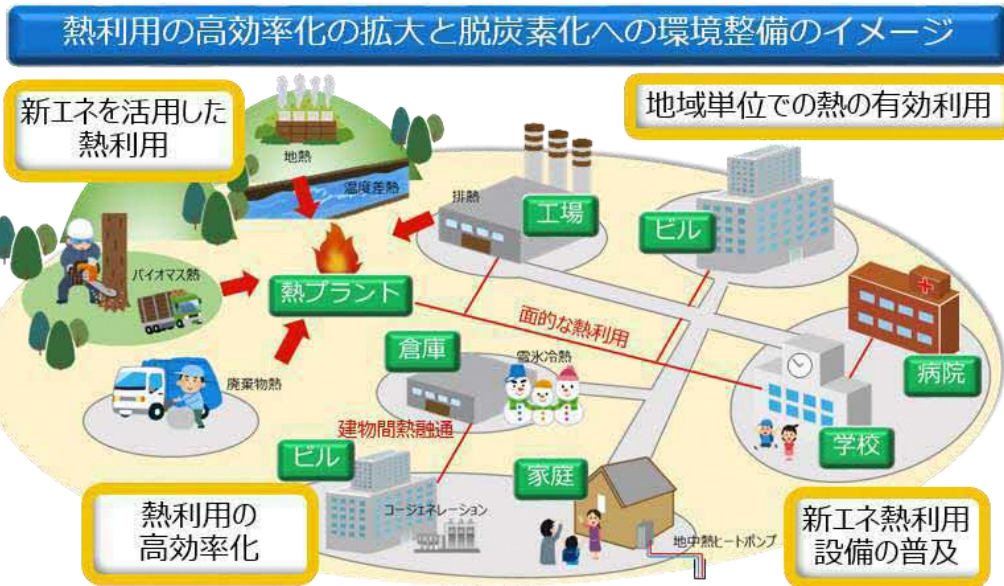 熱利用の高効率化の拡大と脱炭素化への環境整備のイメージ
新エネを活用した
熱利用
地域単位での熱の有効利用
地熱
温度差熱
排熱
工場
ビル
バイオマス熱
熱プラント
面的な熱利用
倉庫
雪氷冷熱
病院
廃棄物熱
学校
建物間熱融通
ビル
家庭
コージェネレーション
地中熱ヒートポンプ
熱利用の
高効率化
新エネ熱利用
設備の普及